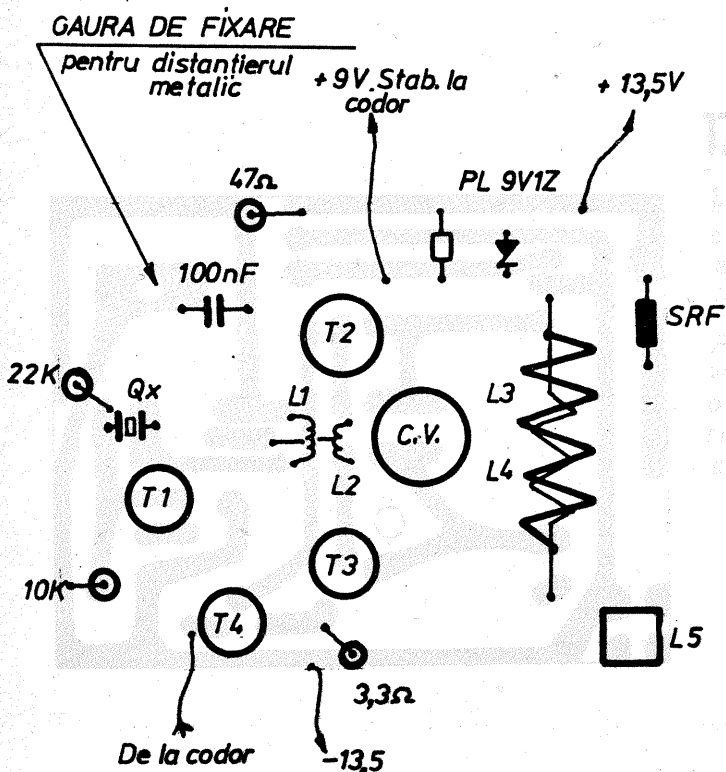 GAURA DE FIXARE
pentru distanțierul
metalic
+ 9V. Stab. la
codor
+ 13,5V
47Ω
PL 9V1Z
100nF
T2
SRF
22K
Qx
L1
L3
C.V.
L4
L2
T1
T3
10K
T4
L5
3,3Ω
De la codor
-13,5